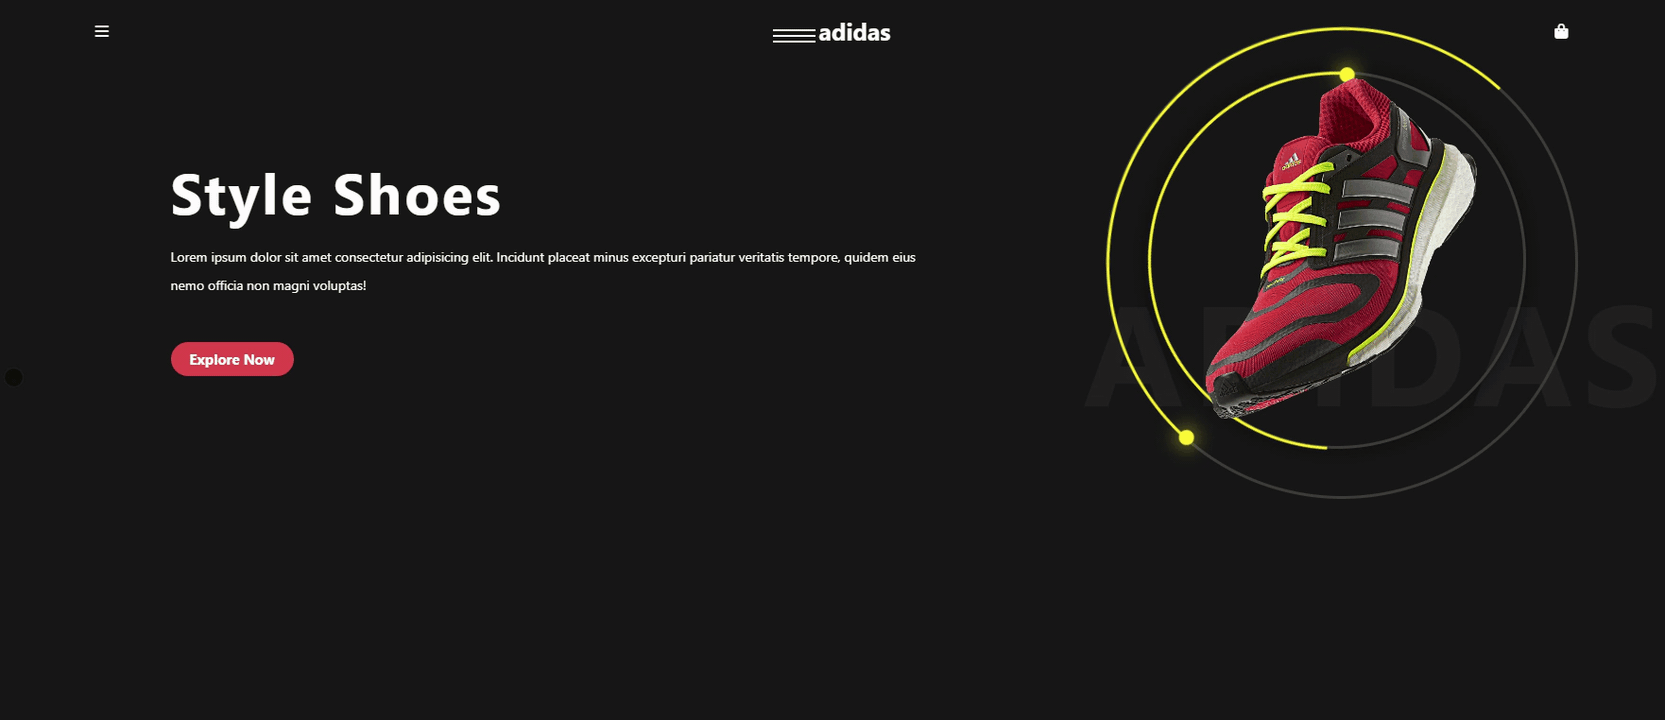 adidas
Style Shoes
Lorem ipsum dolor sit amet consectetur adipisicing elit. Incidunt placeat minus excepturi pariatur veritatis tempore, quidem eius
nemo officia non magni voluptas!
Explore Now
ADIDAS